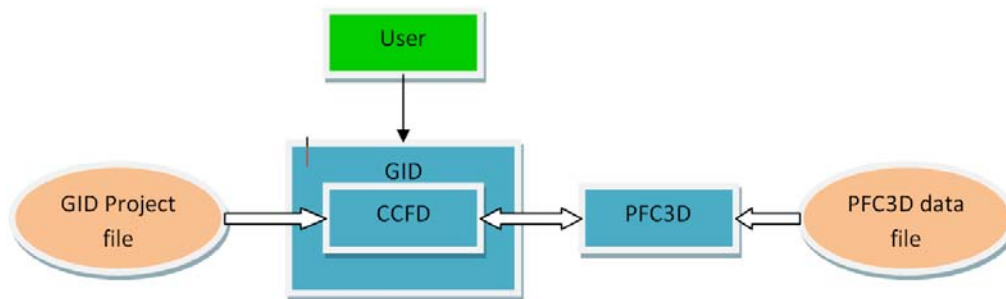 User
GID
GID Project
file
CCFD
PFC3D
PFC3D data
file